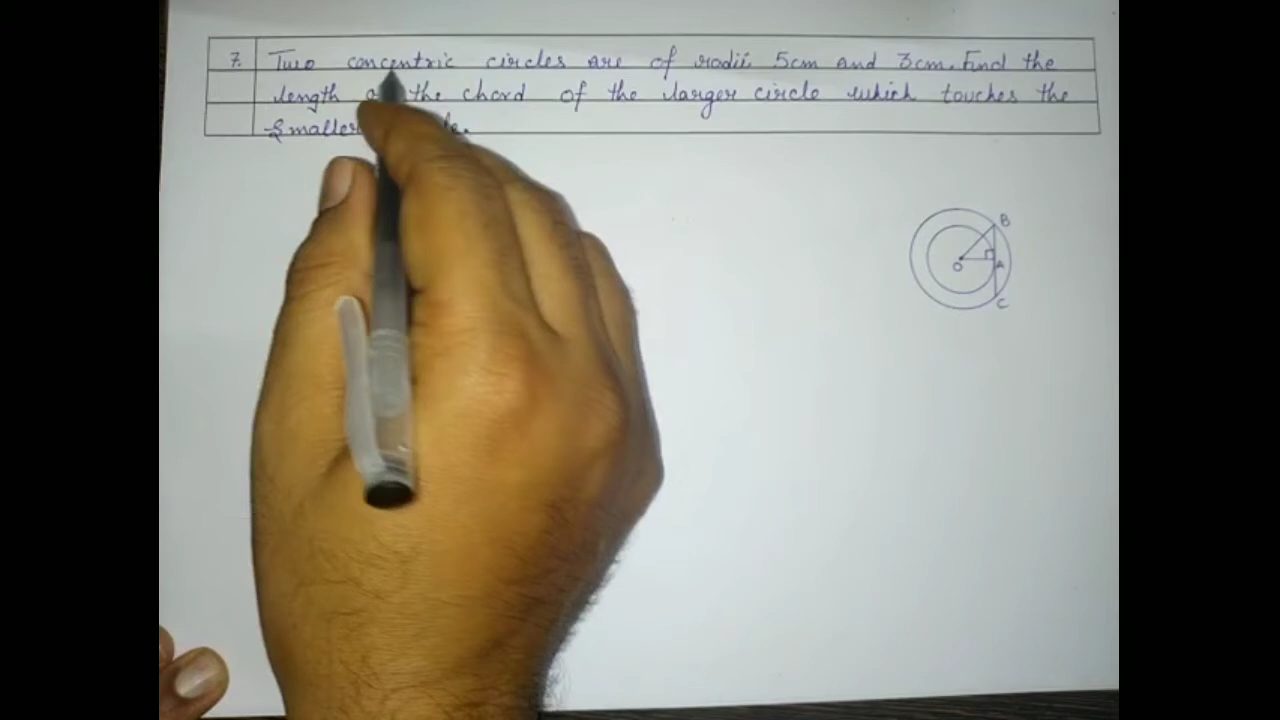 7. Two concentric circles are of radii 5cm and 3cm. Find the
length the chord of the larger circle which touches the
smaller
B
O
A
C